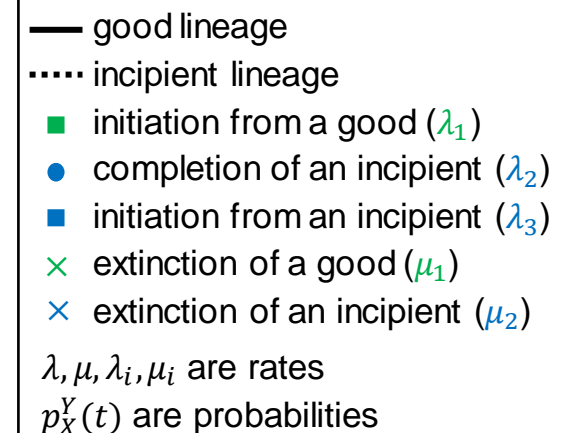 good lineage
incipient lineage
initiation from a good (λ₁)
completion of an incipient (λ₂)
initiation from an incipient (λ₃)
extinction of a good (μ₁)
extinction of an incipient (μ₂)
λ, μ, λᵢ, μᵢ are rates
p_X^Y(t) are probabilities